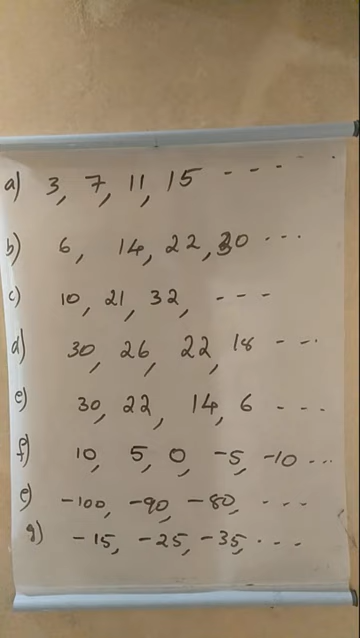 a) 3, 7, 11, 15 ----
b) 6, 14, 22, 30 ...
c) 10, 21, 32, ---
d) 30, 26, 22, 18 ---
e) 30, 22, 14, 6 ---
f) 10, 5, 0, -5, -10 ...
e) -100, -90, -80, ---
g) -15, -25, -35, ----